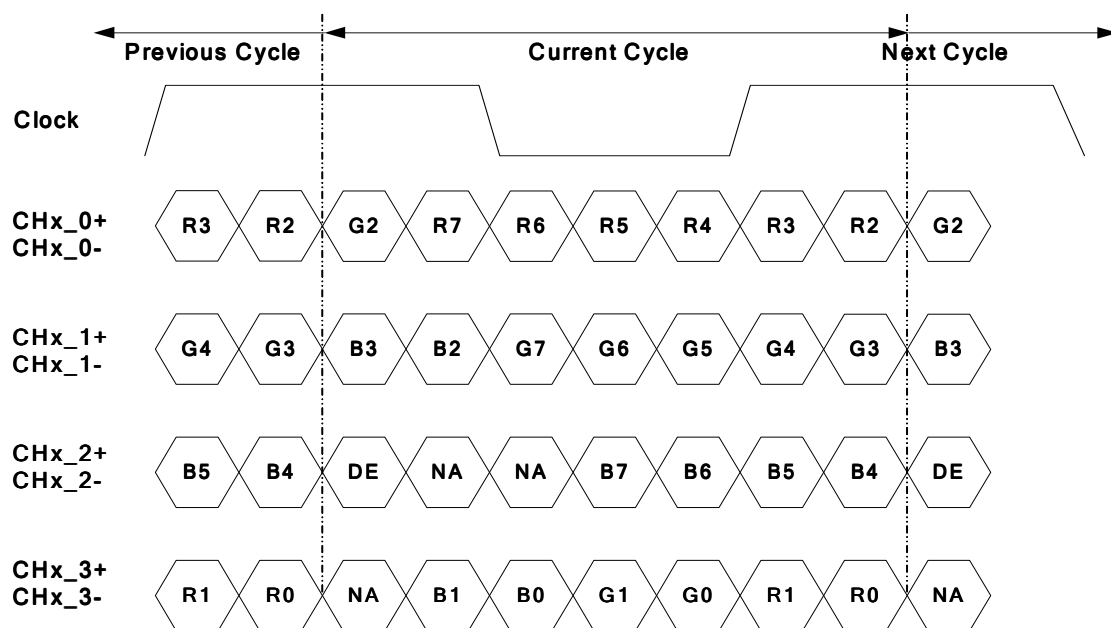 Previous Cycle Current Cycle Next Cycle
Clock
CHx_0+
CHx_0-
R3 R2 G2 R7 R6 R5 R4 R3 R2 G2
CHx_1+
CHx_1-
G4 G3 B3 B2 G7 G6 G5 G4 G3 B3
CHx_2+
CHx_2-
B5 B4 DE NA NA B7 B6 B5 B4 DE
CHx_3+
CHx_3-
R1 R0 NA B1 B0 G1 G0 R1 R0 NA